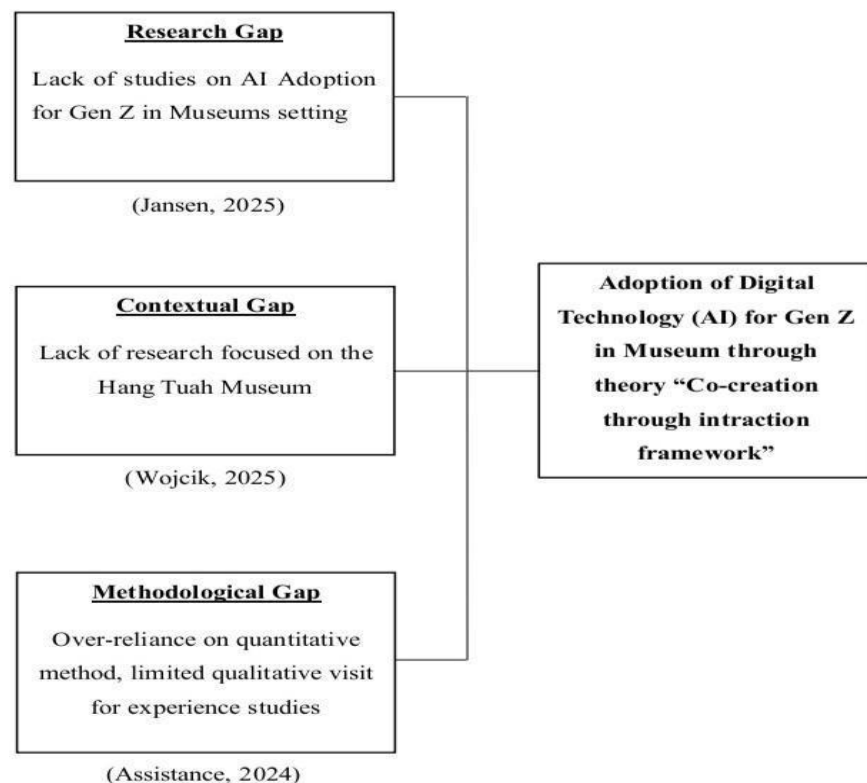 Research Gap
Lack of studies on AI Adoption
for Gen Z in Museums setting
(Jansen, 2025)
Contextual Gap
Lack of research focused on the
Hang Tuah Museum
(Wojcik, 2025)
Methodological Gap
Over-reliance on quantitative
method, limited qualitative visit
for experience studies
(Assistance, 2024)
Adoption of Digital
Technology (AI) for Gen Z
in Museum through
theory “Co-creation
through intraction
framework”